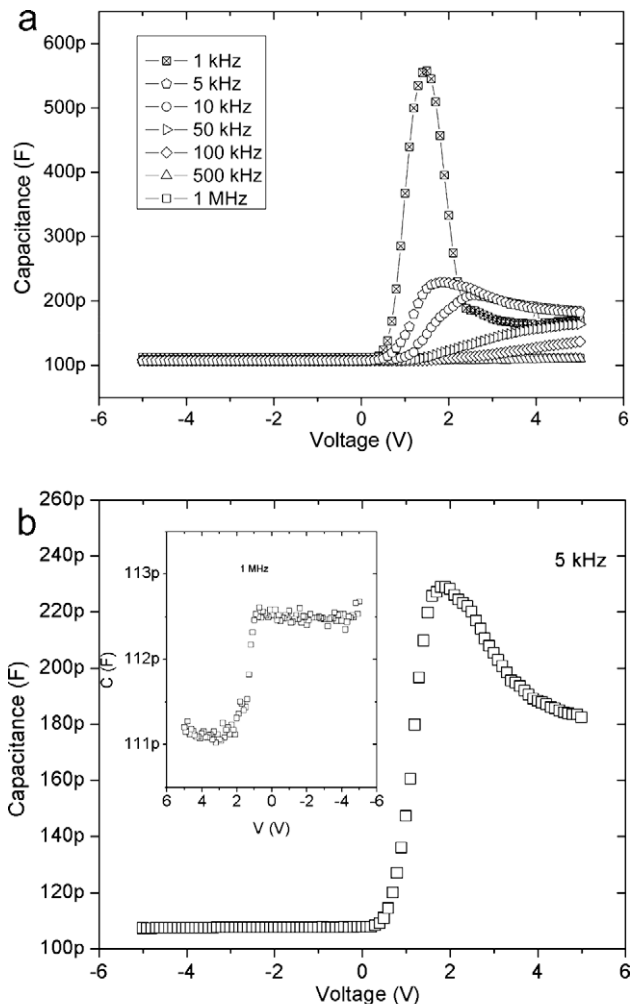 a
600p
500p
400p
300p
200p
100p
Capacitance (F)
1 kHz
5 kHz
10 kHz
50 kHz
100 kHz
500 kHz
1 MHz
-6
-4
-2
0
2
4
6
Voltage (V)
b
260p
240p
220p
200p
180p
160p
140p
120p
100p
Capacitance (F)
5 kHz
113p
112p
111p
C (F)
1 MHz
6
4
2
0
-2
-4
-6
V (V)
-6
-4
-2
0
2
4
6
Voltage (V)